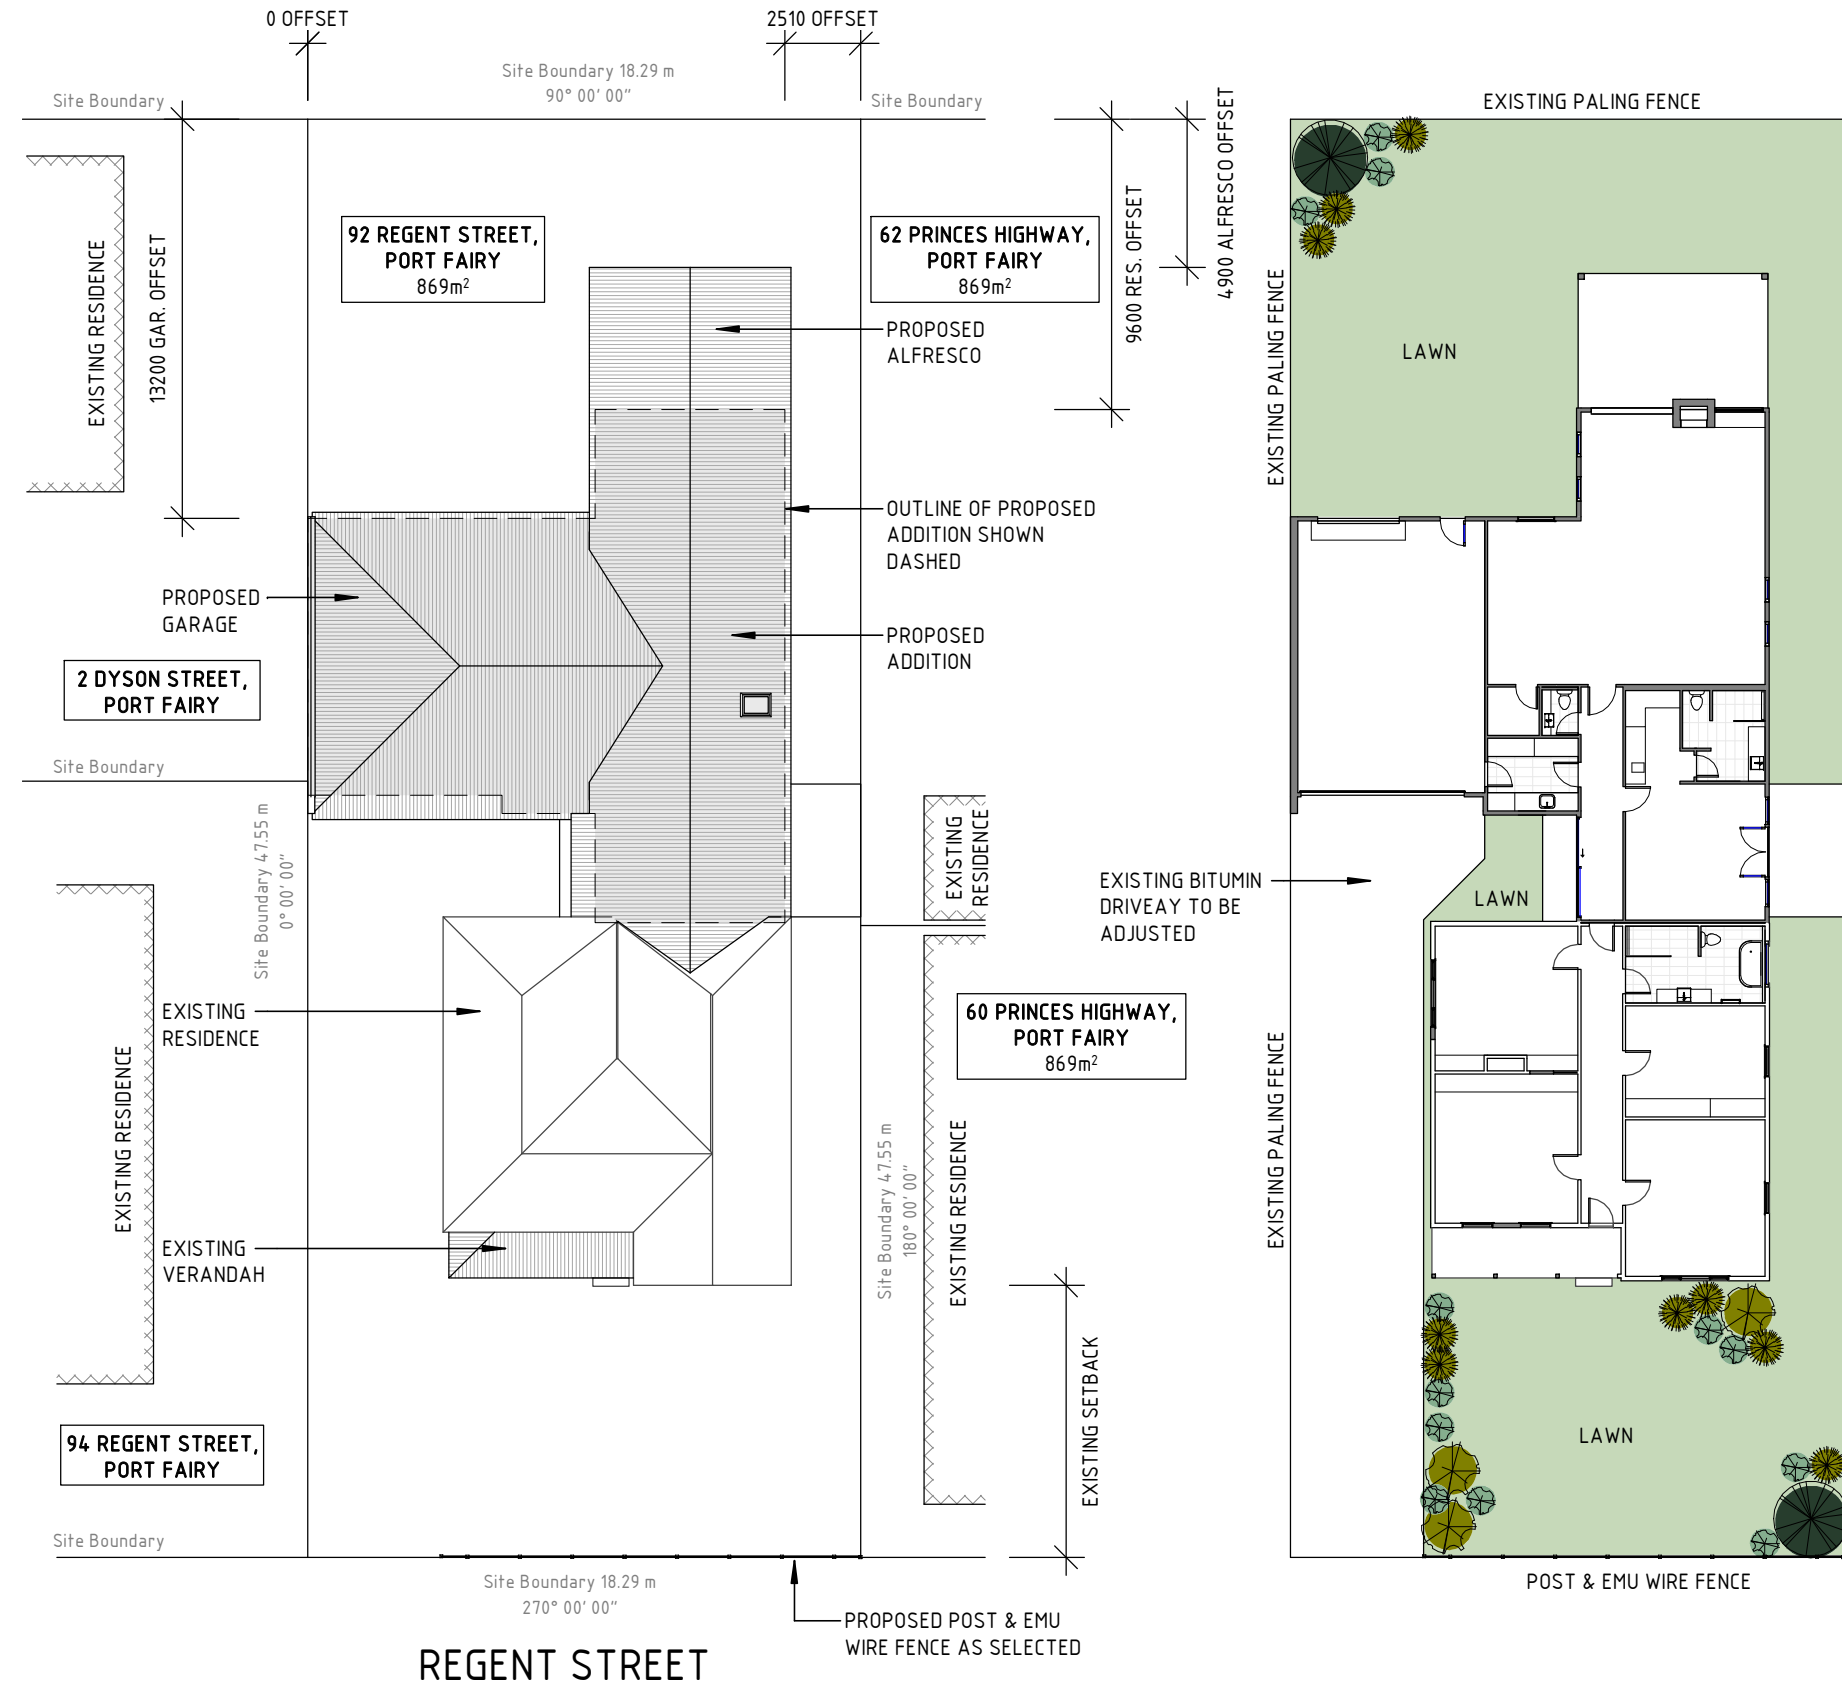 0 OFFSET
2510 OFFSET
Site Boundary 18.29 m
90° 00' 00"
Site Boundary
Site Boundary
EXISTING PALING FENCE
4900 ALFRESCO OFFSET
9600 RES. OFFSET
13200 GAR. OFFSET
EXISTING RESIDENCE
92 REGENT STREET,
PORT FAIRY
869m²
62 PRINCES HIGHWAY,
PORT FAIRY
869m²
PROPOSED
ALFRESCO
EXISTING PALING FENCE
LAWN
OUTLINE OF PROPOSED
ADDITION SHOWN
DASHED
PROPOSED
GARAGE
PROPOSED
ADDITION
2 DYSON STREET,
PORT FAIRY
Site Boundary
Site Boundary 47.55 m
0° 00' 00"
EXISTING
RESIDENCE
EXISTING BITUMIN
DRIVEAY TO BE
ADJUSTED
LAWN
EXISTING
RESIDENCE
60 PRINCES HIGHWAY,
PORT FAIRY
869m²
EXISTING RESIDENCE
EXISTING PALING FENCE
Site Boundary 47.55 m
180° 00' 00"
EXISTING RESIDENCE
EXISTING
VERANDAH
EXISTING SETBACK
94 REGENT STREET,
PORT FAIRY
LAWN
Site Boundary
Site Boundary 18.29 m
270° 00' 00"
POST & EMU WIRE FENCE
PROPOSED POST & EMU
WIRE FENCE AS SELECTED
REGENT STREET